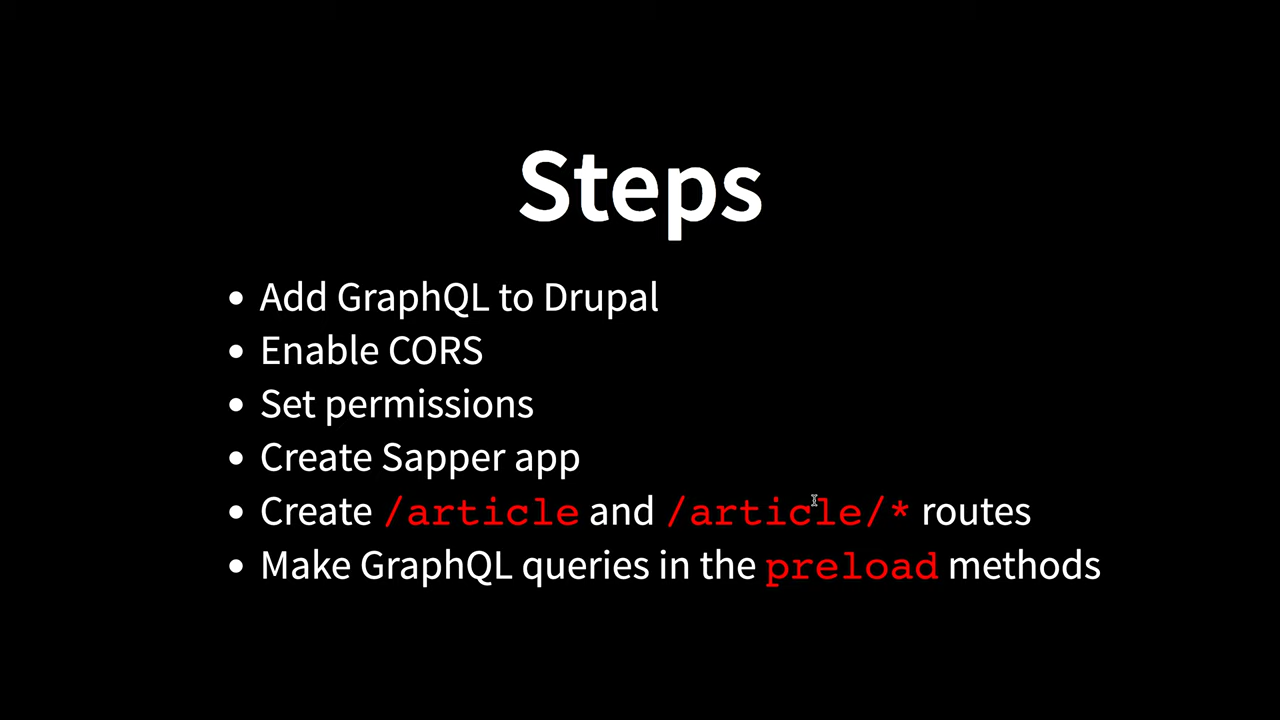 Steps
• Add GraphQL to Drupal
• Enable CORS
• Set permissions
• Create Sapper app
• Create /article and /article/* routes
• Make GraphQL queries in the preload methods